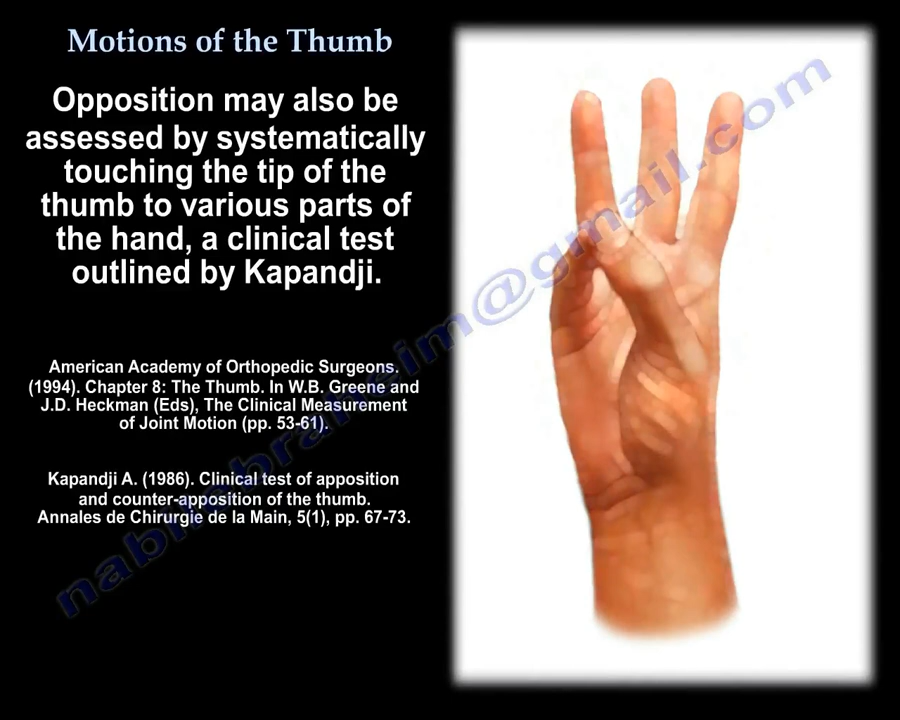 Motions of the Thumb
Opposition may also be
assessed by systematically
touching the tip of the
thumb to various parts of
the hand, a clinical test
outlined by Kapandji.
American Academy of Orthopedic Surgeons.
(1994). Chapter 8: The Thumb. In W.B. Greene and
J.D. Heckman (Eds), The Clinical Measurement
of Joint Motion (pp. 53-61).
Kapandji A. (1986). Clinical test of apposition
and counter-apposition of the thumb.
Annales de Chirurgie de la Main, 5(1), pp. 67-73.
nabilebraheim@gmail.com